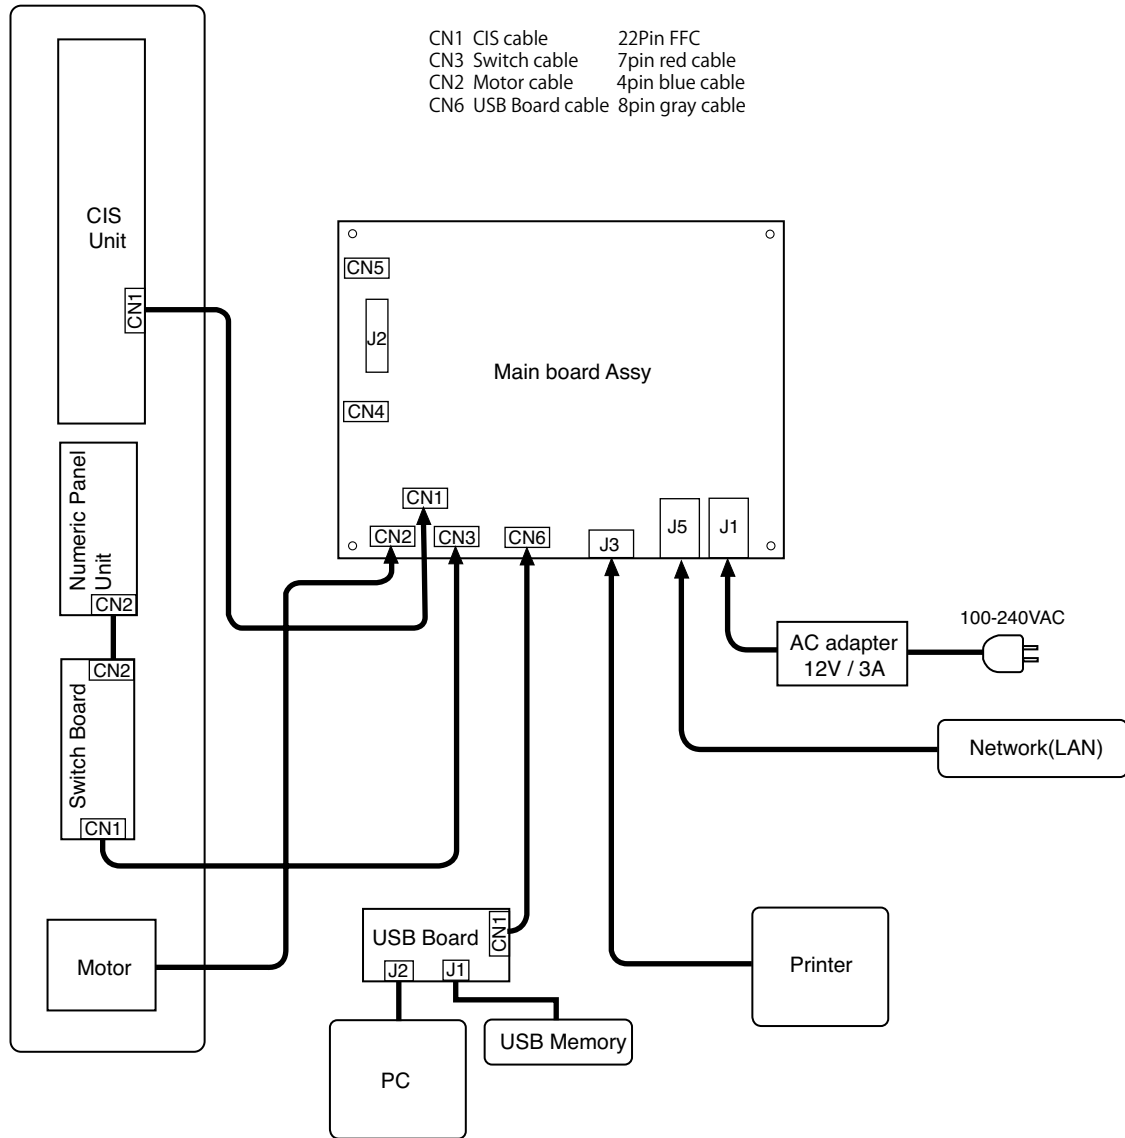 CN1 CIS cable 22Pin FFC
CN3 Switch cable 7pin red cable
CN2 Motor cable 4pin blue cable
CN6 USB Board cable 8pin gray cable
CIS
Unit
CN1
CN5
J2
Main board Assy
CN4
CN1
CN2
CN3
CN6
J3
J5
J1
Numeric Panel
Unit
CN2
CN2
Switch Board
CN1
100-240VAC
AC adapter
12V / 3A
Network(LAN)
Motor
USB Board
CN1
J2
J1
Printer
USB Memory
PC